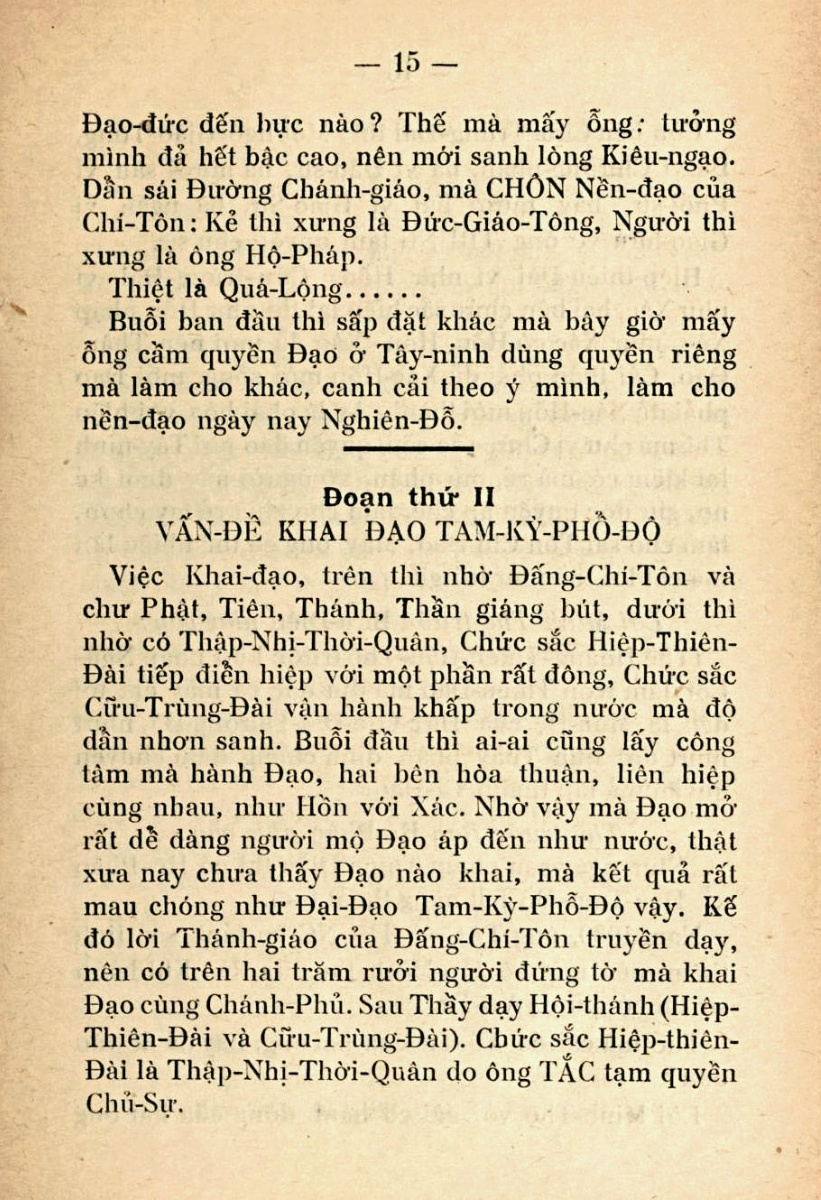 — 15 —
Đạo-đức đến bực nào? Thế mà mấy ổng: tưởng
mình đả hết bậc cao, nên mới sanh lòng Kiêu-ngạo.
Dẩn sái Đường Chánh-giáo, mà CHÔN Nền-đạo của
Chí-Tôn: Kẻ thì xưng là Đức-Giáo-Tông, Người thì
xưng là ông Hộ-Pháp.
Thiệt là Quá-Lộng......
Buỗi ban đầu thì sấp đặt khác mà bây giờ mấy
ổng cầm quyền Đạo ở Tây-ninh dùng quyền riêng
mà làm cho khác, canh cải theo ý mình, làm cho
nền-đạo ngày nay Nghiên-Đỗ.
Đoạn thứ II
VẤN-ĐỀ KHAI ĐẠO TAM-KỲ-PHỔ-ĐỘ
Việc Khai-đạo, trên thì nhờ Đấng-Chí-Tôn và
chư Phật, Tiên, Thánh, Thần giáng bút, dưới thì
nhờ có Thập-Nhị-Thời-Quân, Chức sắc Hiệp-Thiên-
Đài tiếp điễn hiệp với một phần rất đông, Chức sắc
Cữu-Trùng-Đài vận hành khấp trong nước mà độ
dẩn nhơn sanh. Buỗi đầu thì ai-ai cũng lấy công
tâm mà hành Đạo, hai bên hòa thuận, liên hiệp
cùng nhau, như Hồn với Xác. Nhờ vậy mà Đạo mở
rất dể dàng người mộ Đạo áp đến như nước, thật
xưa nay chưa thấy Đạo nào khai, mà kết quả rất
mau chóng như Đại-Đạo Tam-Kỳ-Phỗ-Độ vậy. Kế
đó lời Thánh-giáo của Đấng-Chí-Tôn truyền dạy,
nên có trên hai trăm rưởi người đứng tờ mà khai
Đạo cùng Chánh-Phủ. Sau Thầy dạy Hội-thánh (Hiệp-
Thiên-Đài và Cữu-Trùng-Đài). Chức sắc Hiệp-thiên-
Đài là Thập-Nhị-Thời-Quân do ông TẮC tạm quyền
Chủ-Sự.